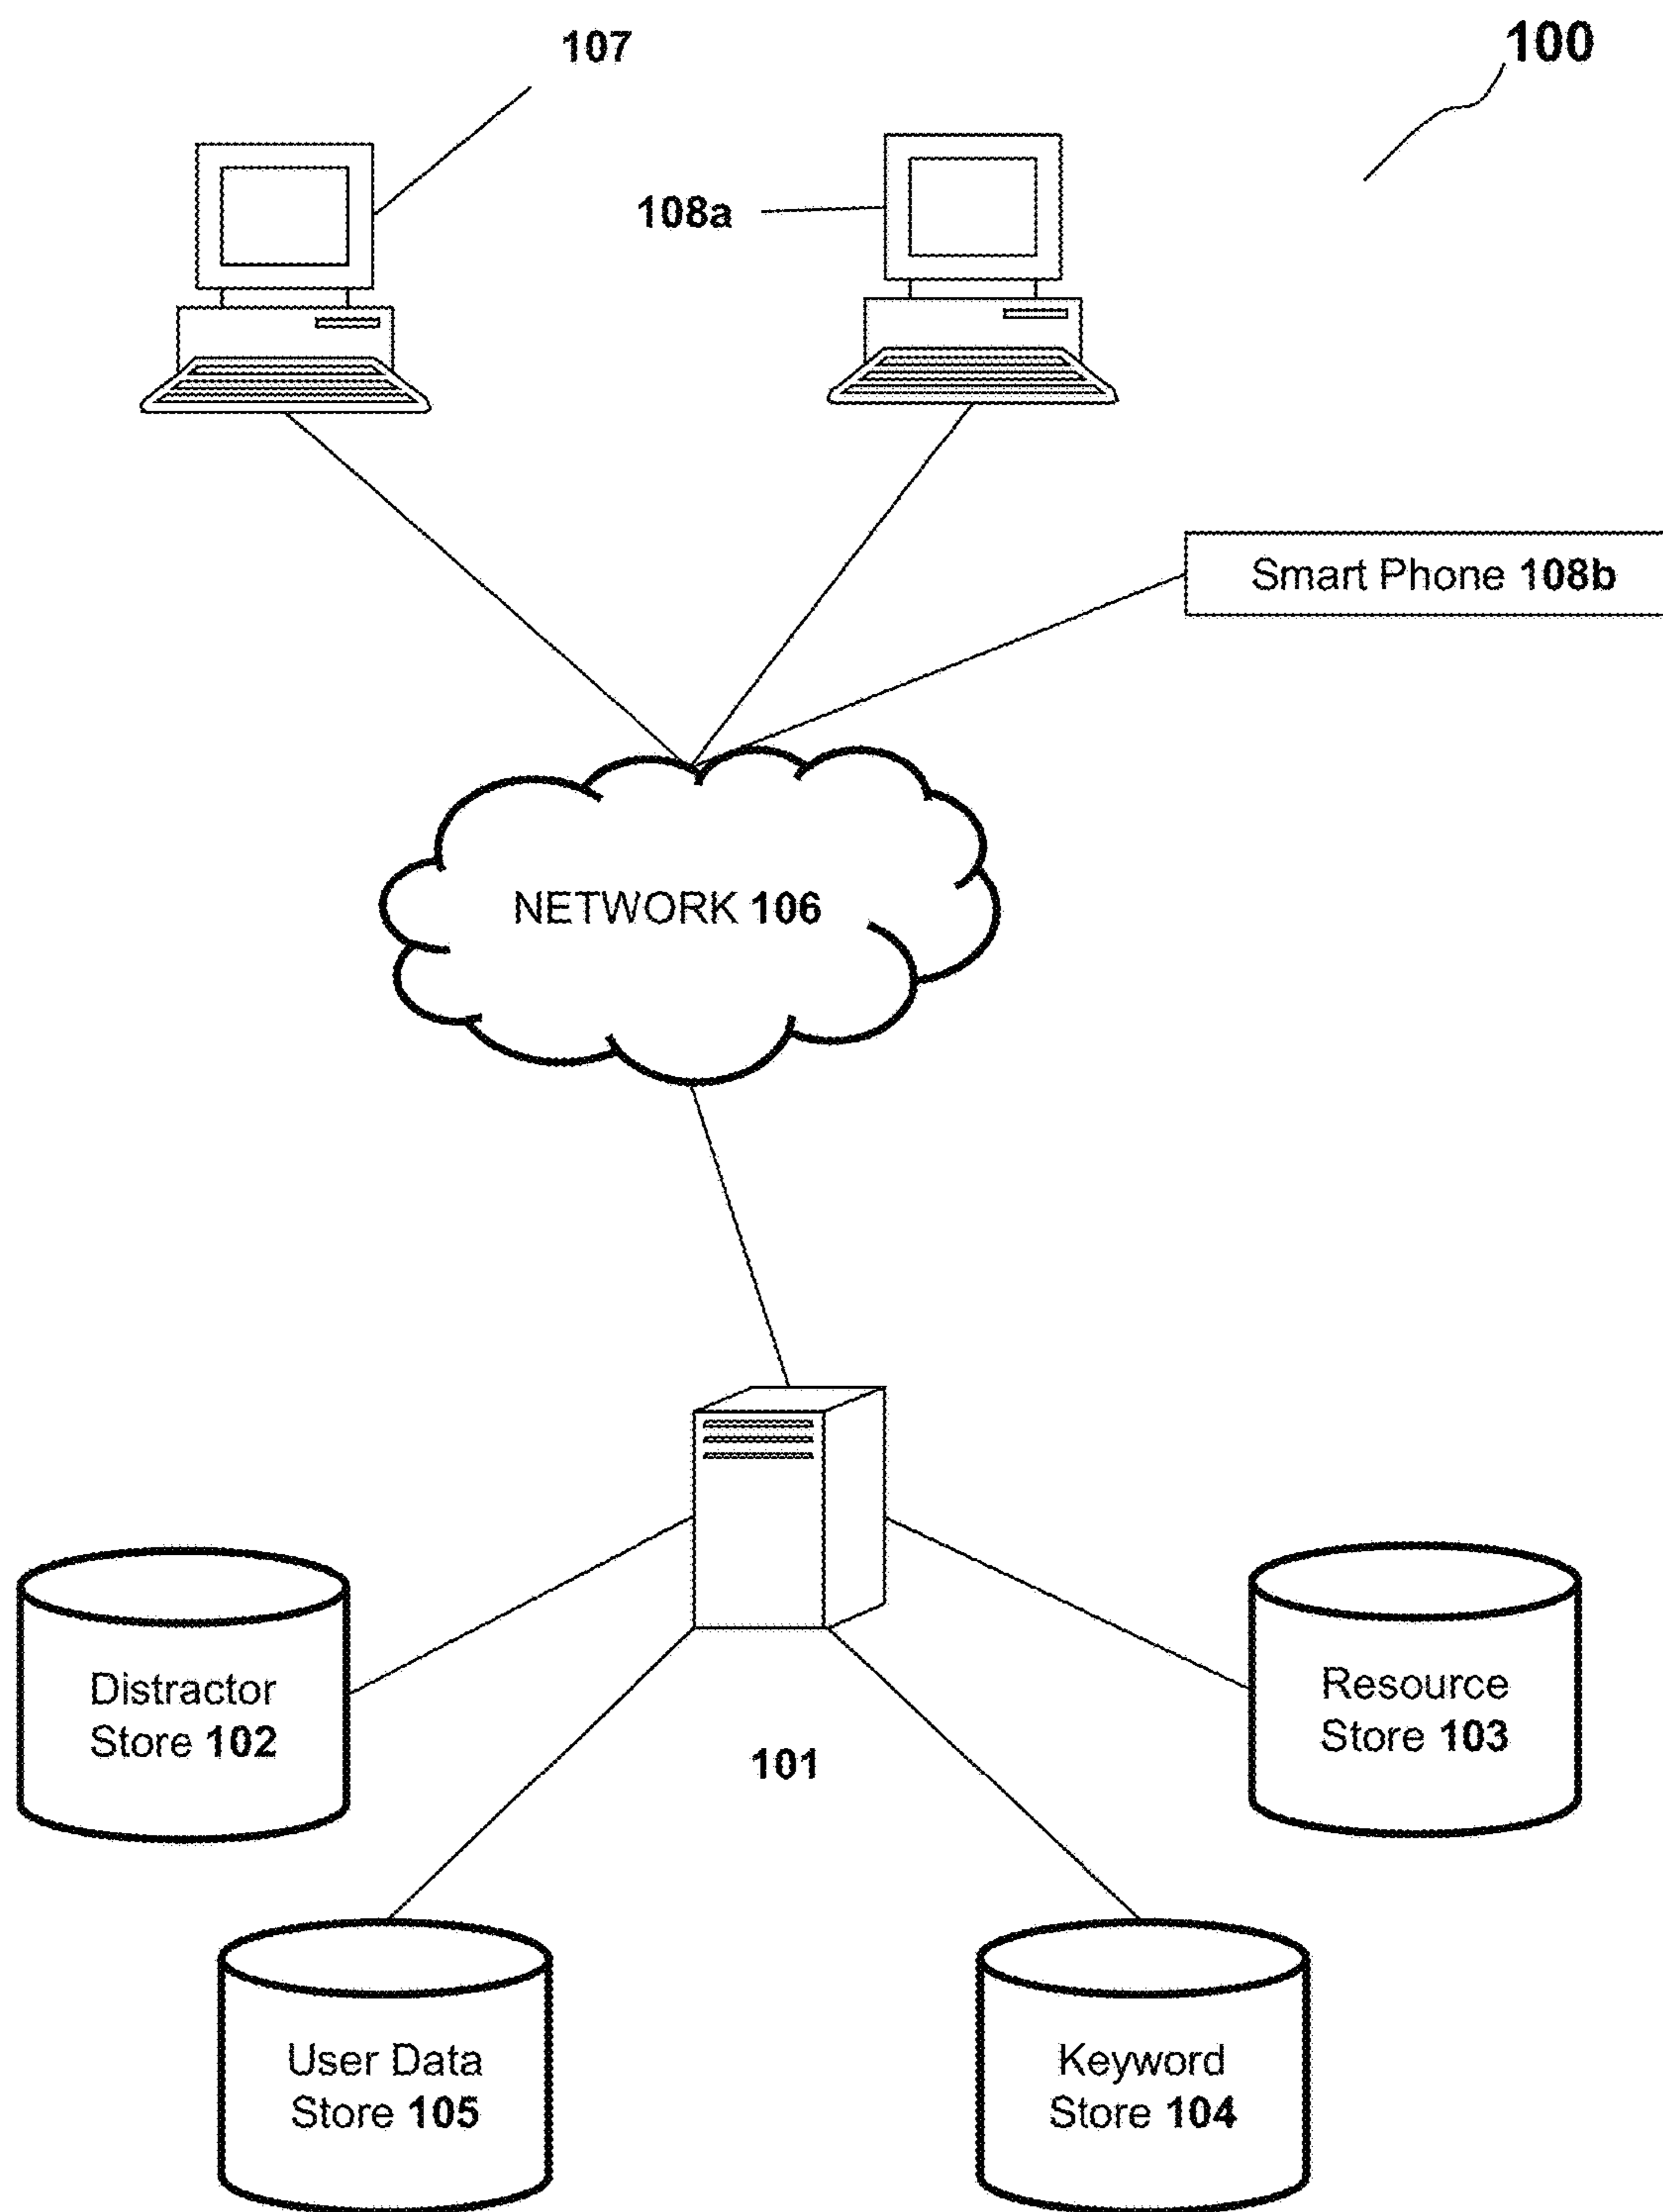 107
100
108a
Smart Phone 108b
NETWORK 106
Distractor
Store 102
Resource
Store 103
101
User Data
Store 105
Keyword
Store 104